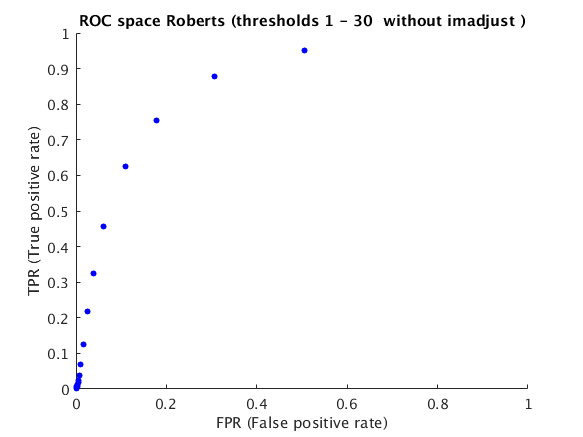 ROC space Roberts (thresholds 1 - 30  without imadjust )
1
0.9
0.8
0.7
0.6
0.5
0.4
0.3
0.2
0.1
0
TPR (True positive rate)
0 0.2 0.4 0.6 0.8 1
FPR (False positive rate)